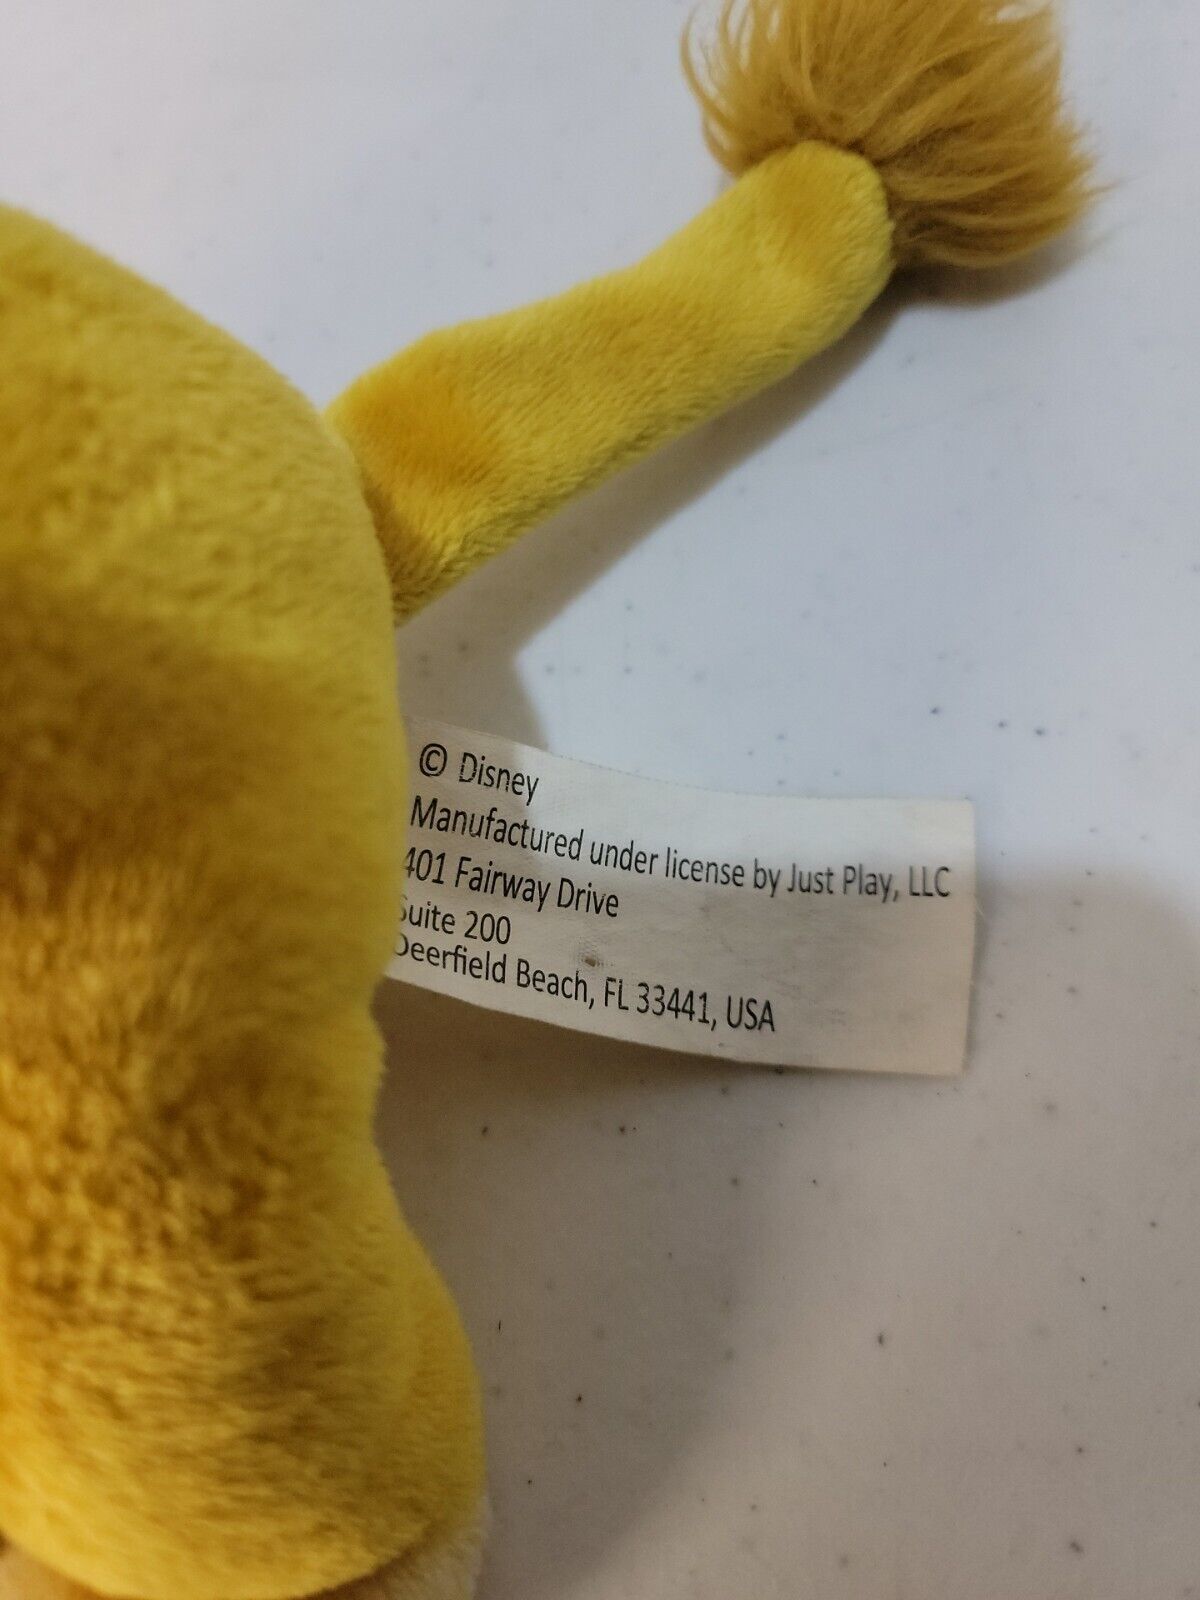 © Disney
Manufactured under license by Just Play, LLC
401 Fairway Drive
Suite 200
Deerfield Beach, FL 33441, USA